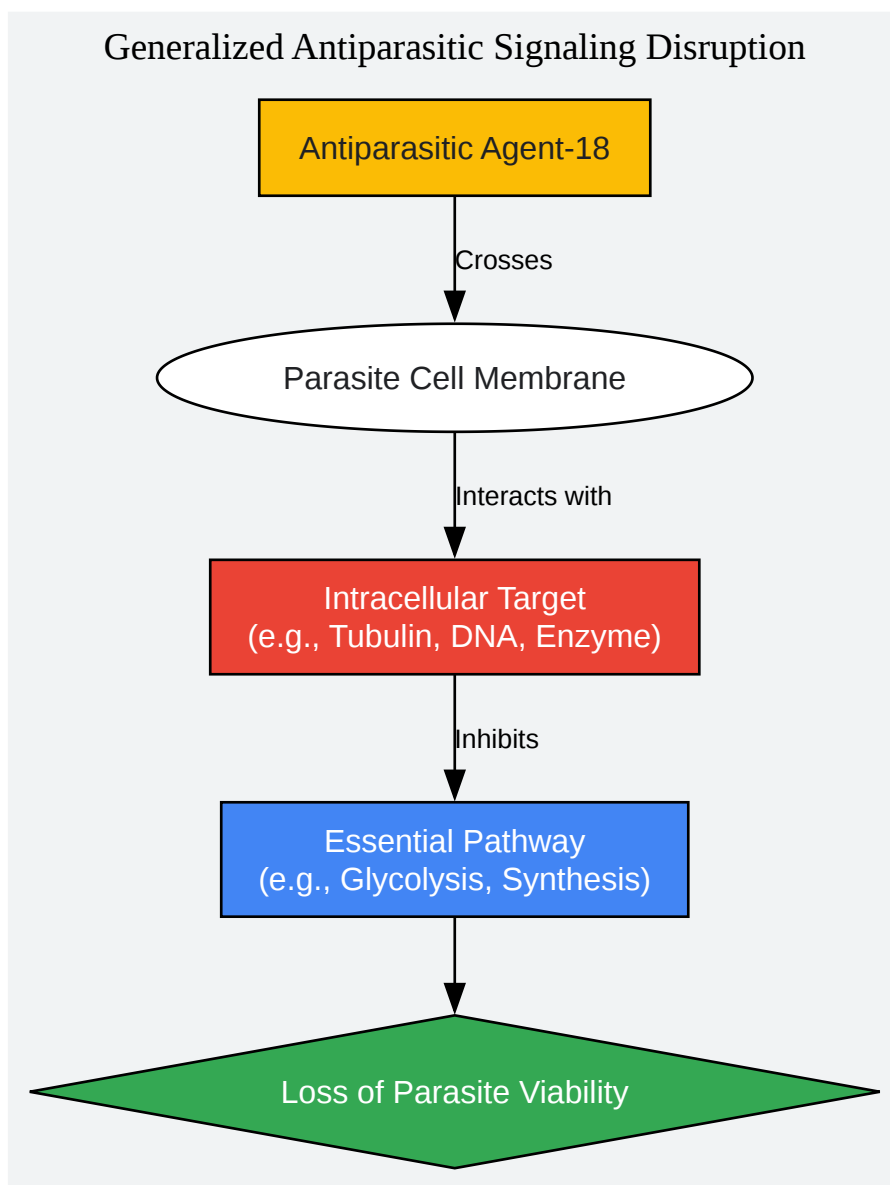 Generalized Antiparasitic Signaling Disruption
Antiparasitic Agent-18
Crosses
Parasite Cell Membrane
Interacts with
Intracellular Target
(e.g., Tubulin, DNA, Enzyme)
Inhibits
Essential Pathway
(e.g., Glycolysis, Synthesis)
Loss of Parasite Viability